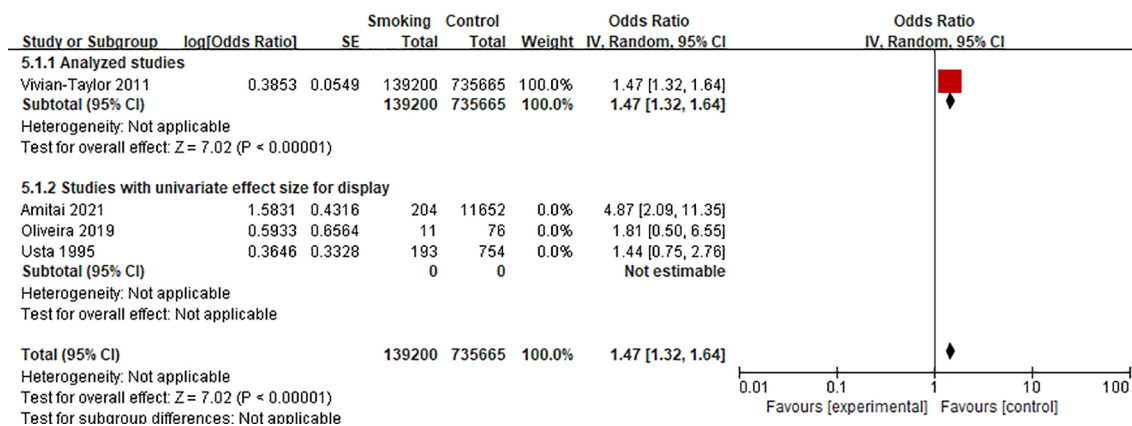 Smoking Control Odds Ratio Odds Ratio
Study or Subgroup log[Odds Ratio] SE Total Total Weight IV, Random, 95% CI IV, Random, 95% CI
5.1.1 Analyzed studies
Vivian-Taylor 2011 0.3853 0.0549 139200 735665 100.0% 1.47 [1.32, 1.64]
Subtotal (95% CI) 139200 735665 100.0% 1.47 [1.32, 1.64]
Heterogeneity: Not applicable
Test for overall effect: Z = 7.02 (P < 0.00001)
5.1.2 Studies with univariate effect size for display
Amitai 2021 1.5831 0.4316 204 11652 0.0% 4.87 [2.09, 11.35]
Oliveira 2019 0.5933 0.6564 11 76 0.0% 1.81 [0.50, 6.55]
Usta 1995 0.3646 0.3328 193 754 0.0% 1.44 [0.75, 2.76]
Subtotal (95% CI) 0 0 Not estimable
Heterogeneity: Not applicable
Test for overall effect: Not applicable
Total (95% CI) 139200 735665 100.0% 1.47 [1.32, 1.64]
Heterogeneity: Not applicable
Test for overall effect: Z = 7.02 (P < 0.00001)
Test for subgroup differences: Not applicable
0.01 0.1 1 10 100
Favours [experimental] Favours [control]